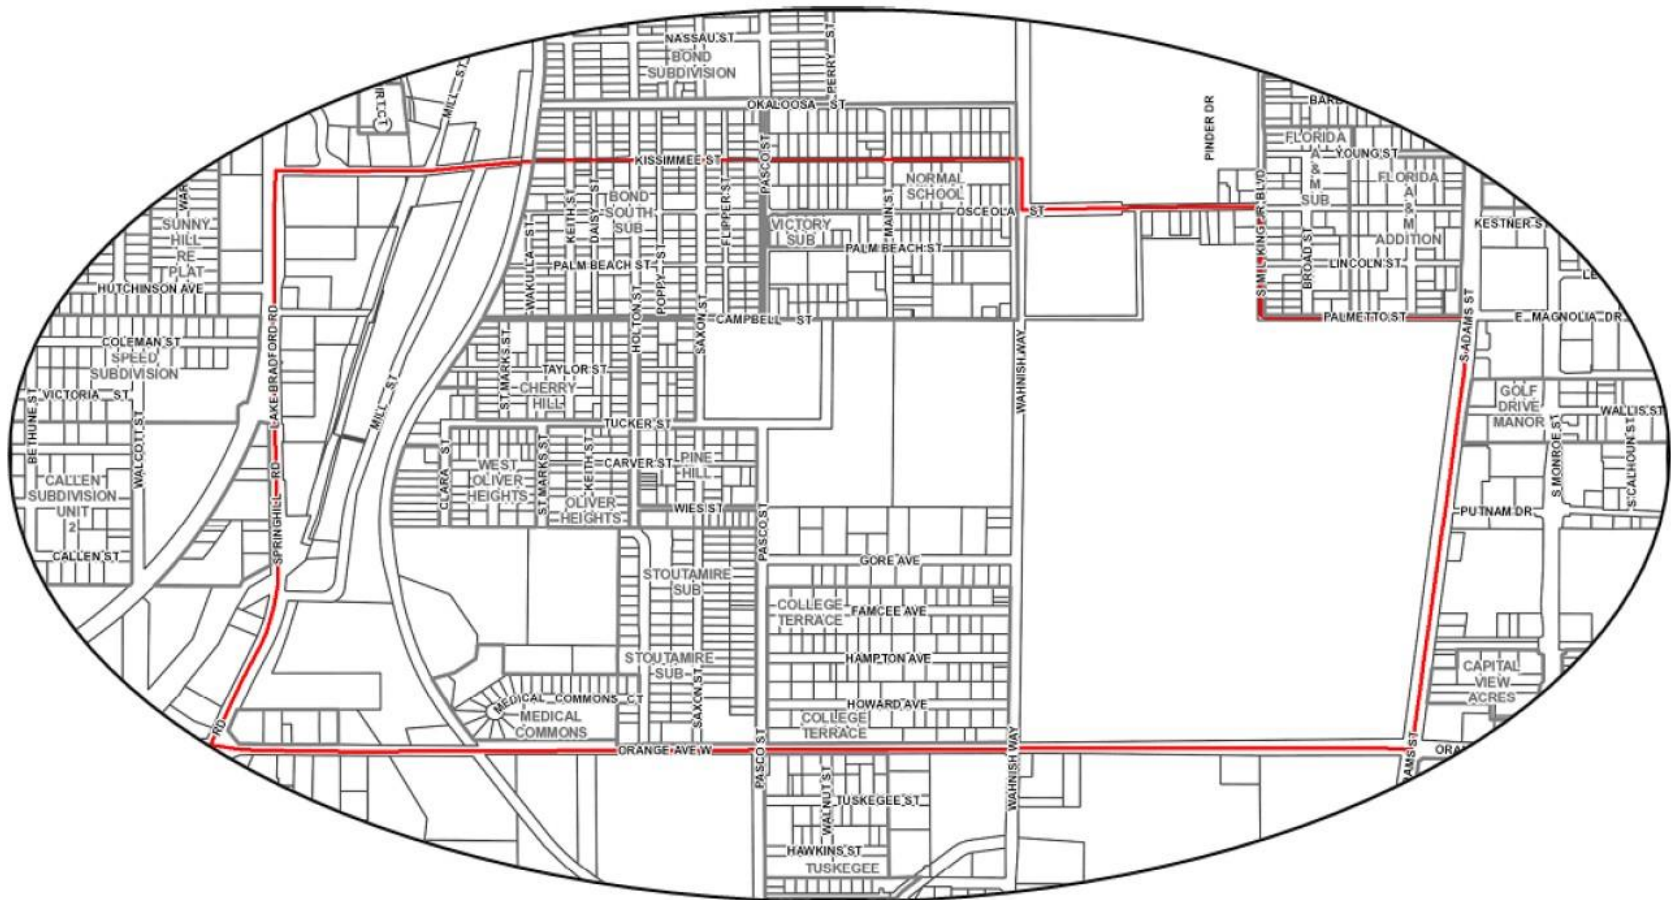 NASSAU ST
BOND
SUBDIVISION
PERRY ST
MILL ST
OKALOOSA ST
PINDER DR
FLORIDA
A
&
M
SUB
YOUNG ST
FLORIDA
A
&
M
ADDITION
KISSIMMEE ST
PASCO ST
NORMAL
SCHOOL
OSCEOLA ST
KESTNER ST
SUNNY
HILL
RE
PLAT
HUTCHINSON AVE
BOND
SOUTH
SUB
KEITH ST
DAISY ST
FLIPPER ST
WAKULLA ST
POPPY ST
PALM BEACH ST
VICTORY
SUB
MAIN ST
PALM BEACH ST
BROAD ST
LINCOLN ST
HOLTON ST
SAXON ST
CAMPBELL ST
PALMETTO ST
S ADAMS ST
E MAGNOLIA DR
COLEMAN ST
SPEED
SUBDIVISION
VICTORIA ST
BETHUNE ST
WALCOTT ST
LAKE BRADFORD RD
MILL ST
ST MARKS ST
TAYLOR ST
CHERRY
HILL
TUCKER ST
WAHNISH WAY
GOLF
DRIVE
MANOR
WALLIS ST
S MONROE ST
S CALHOUN ST
CALLEN
SUBDIVISION
UNIT
2
CALLEN ST
SPRINGHILL RD
CLARA ST
WEST
OLIVER
HEIGHTS
ST MARKS ST
KEITH ST
OLIVER
HEIGHTS
CARVER ST
PINE
HILL
WIES ST
PASCO ST
PUTNAM DR
GORE AVE
STOUTAMIRE
SUB
COLLEGE
TERRACE
FAMCEE AVE
STOUTAMIRE
SUB
HAMPTON AVE
SAXON ST
MEDICAL COMMONS CT
MEDICAL
COMMONS
HOWARD AVE
COLLEGE
TERRACE
CAPITAL
VIEW
ACRES
RD
ORANGE AVE W
PASCO ST
WAHNISH WAY
WALNUT ST
TUSKEGEE ST
HAWKINS ST
TUSKEGEE